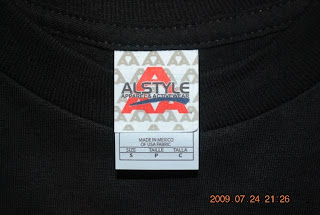 ALSTYLE
APPAREL & ACTIVEWEAR
MADE IN MEXICO
OF USA FABRIC
SIZE TAILLE TALLA
S P C
2009 07 24 21:26